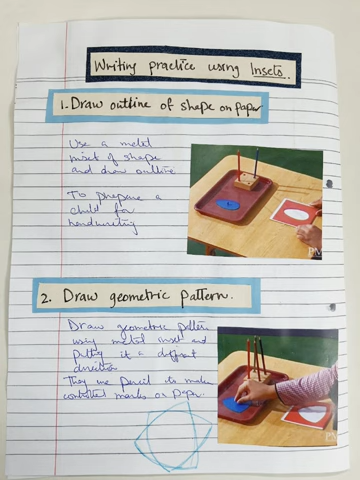 Writing practice using Insets.
1. Draw outline of shape on paper
Use a metal
inset of shape
and draw outline
To prepare a
child for
handwriting
2. Draw geometric pattern.
Draw geometric pattern
using metal inset and
putting it a different
direction
They use pencil to make
controlled marks on paper.